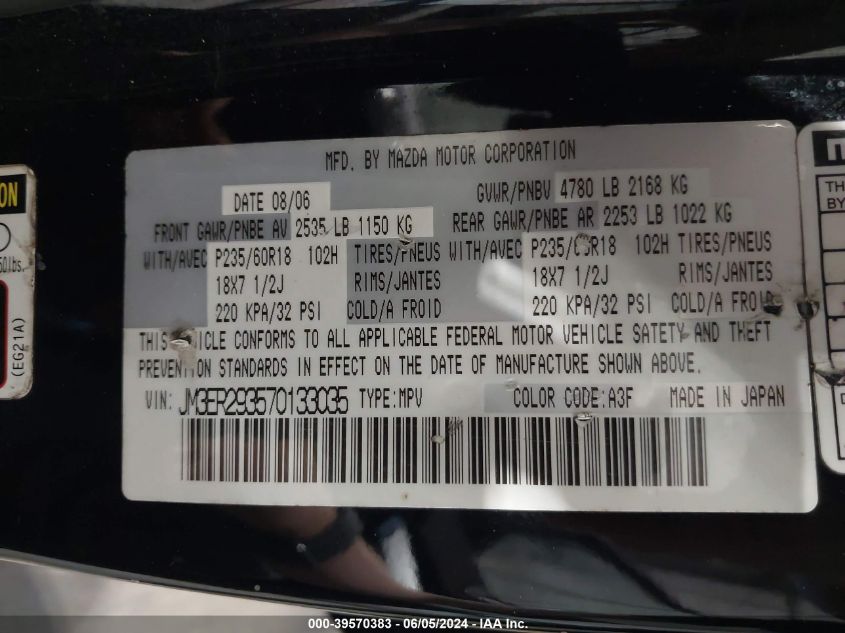 MFD. BY MAZDA MOTOR CORPORATION
DATE 08/06 GVWR/PNBV 4780 LB 2168 KG
FRONT GAWR/PNBE AV 2535 LB 1150 KG REAR GAWR/PNBE AR 2253 LB 1022 KG
WITH/AVEC P235/60R18 102H TIRES/PNEUS WITH/AVEC 102H TIRES/PNEUS
18X7 1/2J RIMS/JANTES 18X7 1/2J RIMS/JANTES
220 KPA/32 PSI COLD/A FROID 220 KPA/32 PSI COLD/A FROID
THIS VEHICLE CONFORMS TO ALL APPLICABLE FEDERAL MOTOR VEHICLE SAFETY AND THEFT
PREVENTION STANDARDS IN EFFECT ON THE DATE OF MANUFACTURE SHOWN ABOVE.
VIN: JM3ER293570133035 TYPE:MPV COLOR CODE:A3F MADE IN JAPAN
(EG21A)
TH
BY
000-39570383 - 06/05/2024 - IAA Inc.